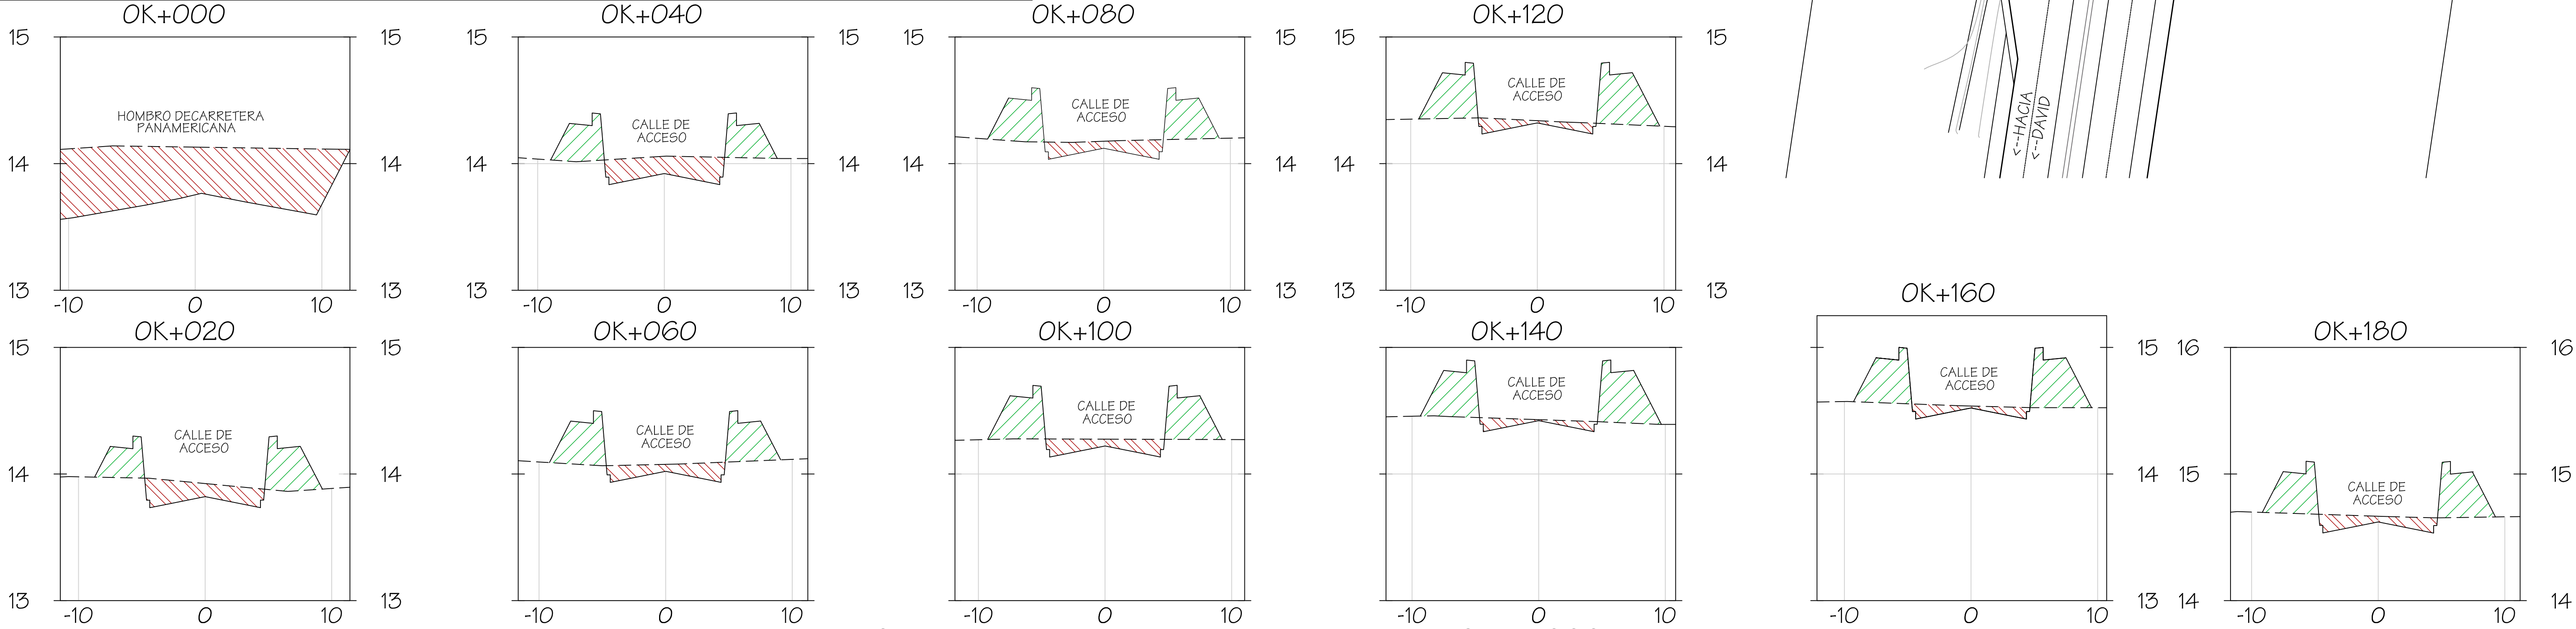 0K+000
15 15
HOMBRO DECARRETERA
PANAMERICANA
14 14
13 13
-10 0 10
0K+040
15 15
CALLE DE
ACCESO
14 14
13 13
-10 0 10
0K+080
15 15
CALLE DE
ACCESO
14 14
13 13
-10 0 10
0K+120
15
CALLE DE
ACCESO
14
13
-10 0 10
<--HACIA
<--DAVID
0K+020
15 15
CALLE DE
ACCESO
14 14
13 13
-10 0 10
0K+060
CALLE DE
ACCESO
-10 0 10
0K+100
CALLE DE
ACCESO
-10 0 10
0K+140
CALLE DE
ACCESO
-10 0 10
0K+160
15
CALLE DE
ACCESO
14
13
-10 0 10
0K+180
16 16
15 15
CALLE DE
ACCESO
14 14
-10 0 10